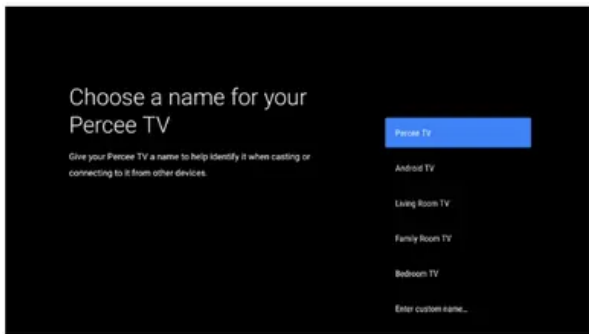 Choose a name for your
Percee TV
Give your Percee TV a name to help identify it when casting or
connecting to it from other devices.
Percee TV
Android TV
Living Room TV
Family Room TV
Bedroom TV
Enter custom name...